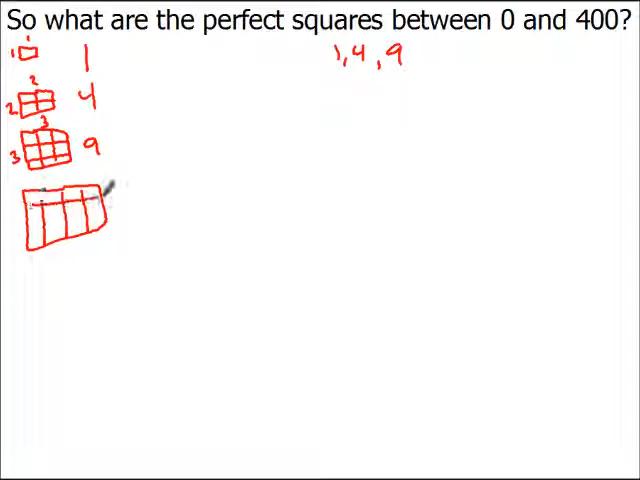 So what are the perfect squares between 0 and 400?
1
1 1 1, 4, 9
2
2 4
3
3 9